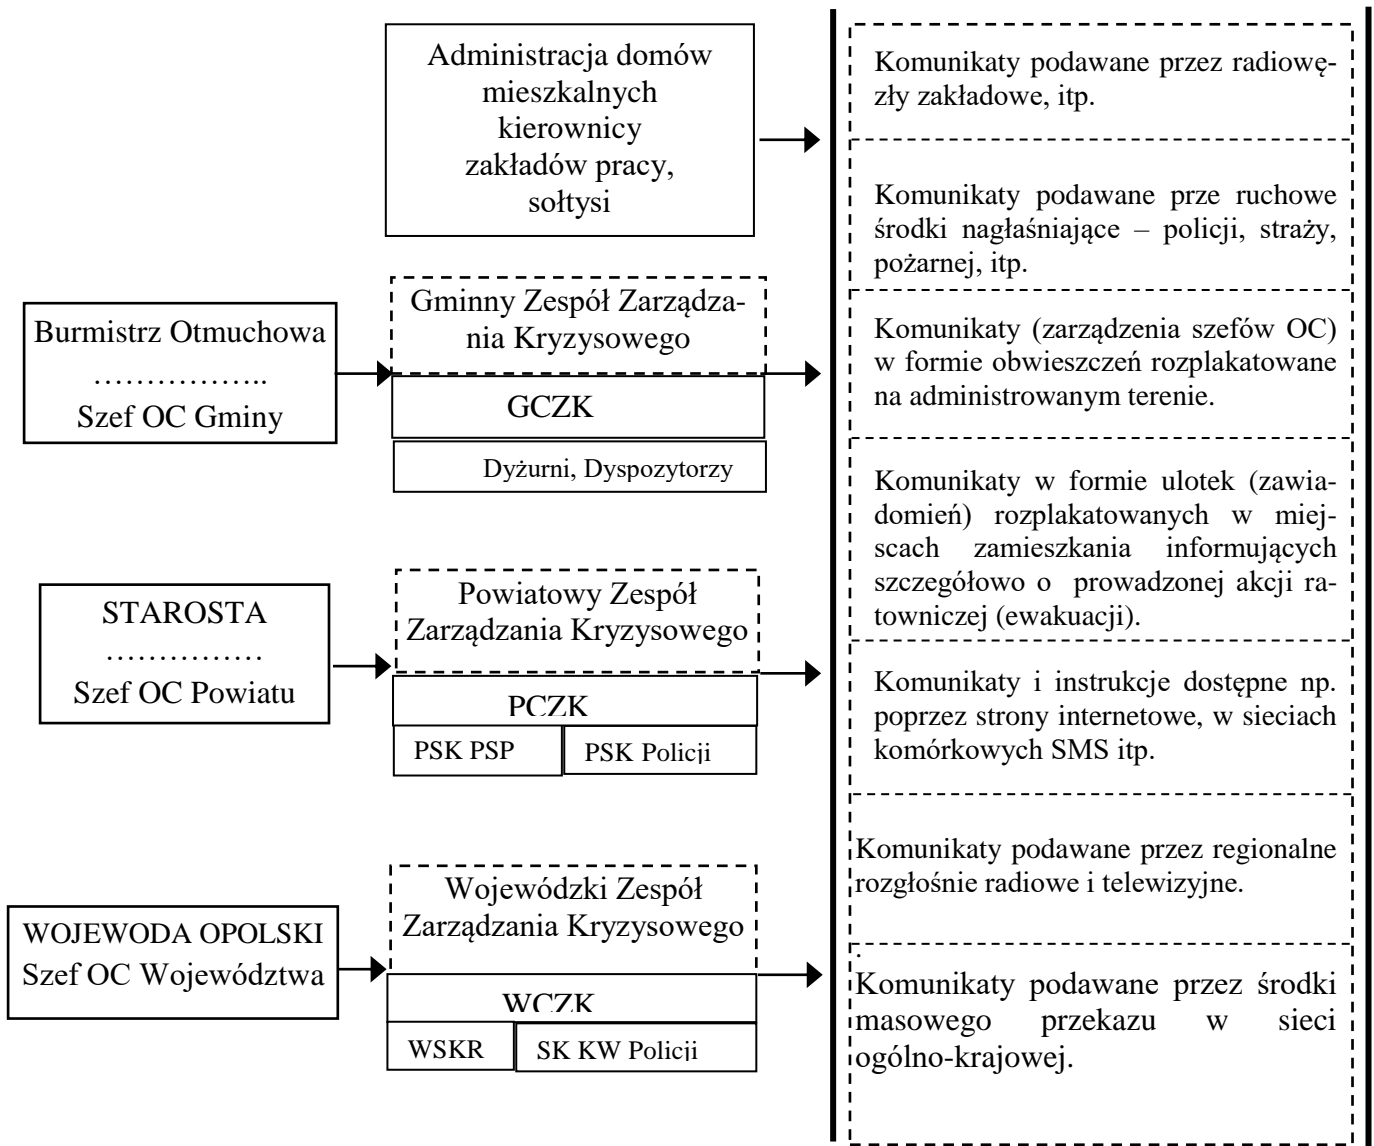 Administracja domów
mieszkalnych
kierownicy
zakładów pracy,
sołtysi
Burmistrz Otmuchowa
……………..
Szef OC Gminy
Gminny Zespół Zarządza-
nia Kryzysowego
GCZK
Dyżurni, Dyspozytorzy
STAROSTA
……………
Szef OC Powiatu
Powiatowy Zespół
Zarządzania Kryzysowego
PCZK
PSK PSP
PSK Policji
WOJEWODA OPOLSKI
Szef OC Województwa
Wojewódzki Zespół
Zarządzania Kryzysowego
WCZK
WSKR
SK KW Policji
Komunikaty podawane przez radiowę-
zły zakładowe, itp.
Komunikaty podawane prze ruchowe
środki nagłaśniające – policji, straży,
pożarnej, itp.
Komunikaty (zarządzenia szefów OC)
w formie obwieszczeń rozplakatowane
na administrowanym terenie.
Komunikaty w formie ulotek (zawia-
domień) rozplakatowanych w miej-
scach zamieszkania informujących
szczegółowo o prowadzonej akcji ra-
towniczej (ewakuacji).
Komunikaty i instrukcje dostępne np.
poprzez strony internetowe, w sieciach
komórkowych SMS itp.
Komunikaty podawane przez regionalne
rozgłośnie radiowe i telewizyjne.
.
Komunikaty podawane przez środki
masowego przekazu w sieci
ogólno-krajowej.